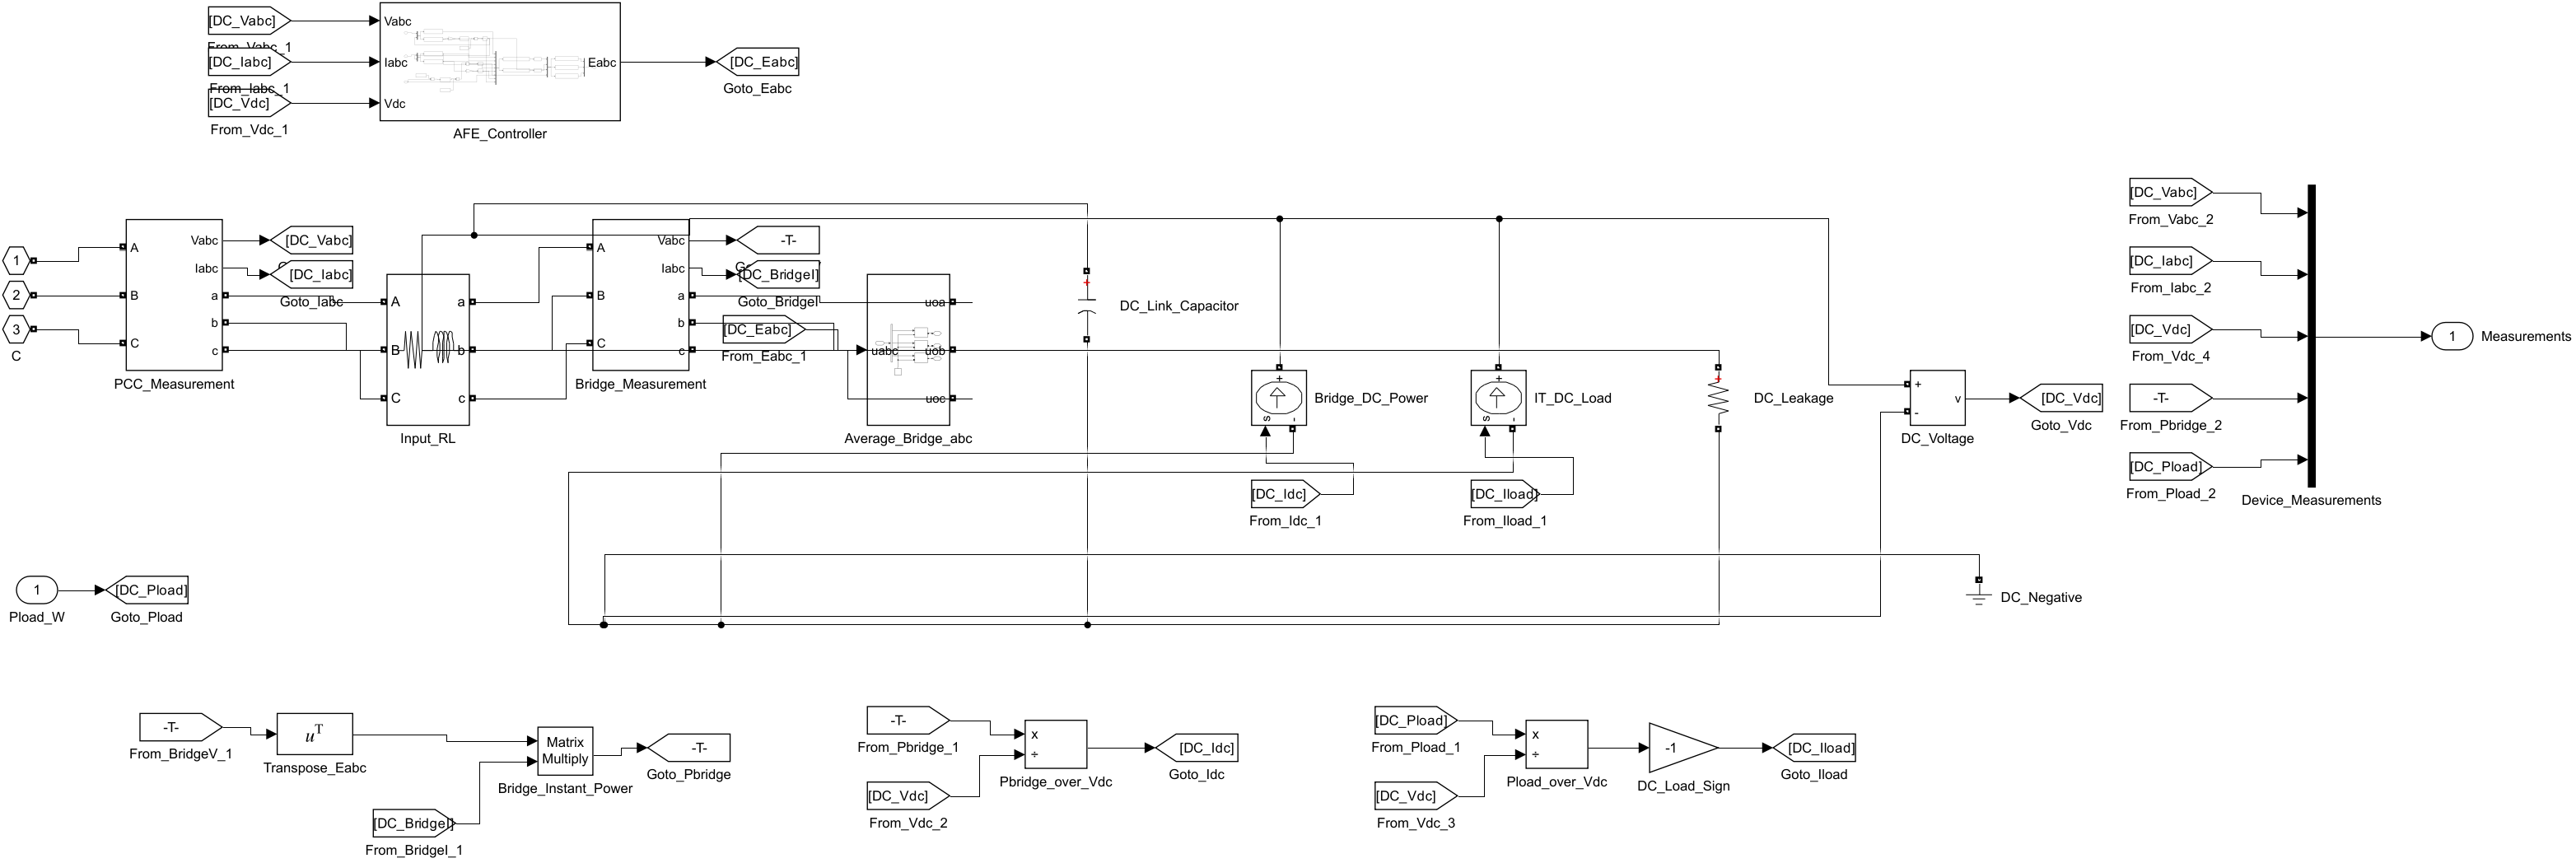 [DC_Vabc]
Vabc
From_Vabc_1
[DC_Iabc]
Iabc
Eabc
[DC_Eabc]
From_Iabc_1
Goto_Eabc
[DC_Vdc]
Vdc
From_Vdc_1
AFE_Controller
[DC_Vabc]
From_Vabc_2
Vabc
[DC_Vabc]
Vabc
-T-
A
A
1
[DC_Iabc]
From_Iabc_2
Iabc
[DC_Iabc]
Iabc
[DC_BridgeI]
2
B
a
Goto_Iabc
A
a
B
a
Goto_BridgeI
uoa
+
DC_Link_Capacitor
3
C
b
C
b
[DC_Eabc]
From_Eabc_1
C
c
B
b
c
uabc
uob
[DC_Vdc]
From_Vdc_4
1
Measurements
PCC_Measurement
Bridge_Measurement
C
c
uoc
Input_RL
Average_Bridge_abc
+
s
-
Bridge_DC_Power
+
s
-
IT_DC_Load
+
DC_Leakage
+
-
v
DC_Voltage
[DC_Vdc]
Goto_Vdc
-T-
From_Pbridge_2
[DC_Pload]
From_Pload_2
Device_Measurements
[DC_Idc]
From_Idc_1
[DC_Iload]
From_Iload_1
1
Pload_W
[DC_Pload]
Goto_Pload
DC_Negative
-T-
From_BridgeV_1
uT
Transpose_Eabc
Matrix
Multiply
Bridge_Instant_Power
-T-
Goto_Pbridge
[DC_BridgeI]
From_BridgeI_1
-T-
From_Pbridge_1
x
÷
Pbridge_over_Vdc
[DC_Idc]
Goto_Idc
[DC_Vdc]
From_Vdc_2
[DC_Pload]
From_Pload_1
x
÷
Pload_over_Vdc
-1
DC_Load_Sign
[DC_Iload]
Goto_Iload
[DC_Vdc]
From_Vdc_3